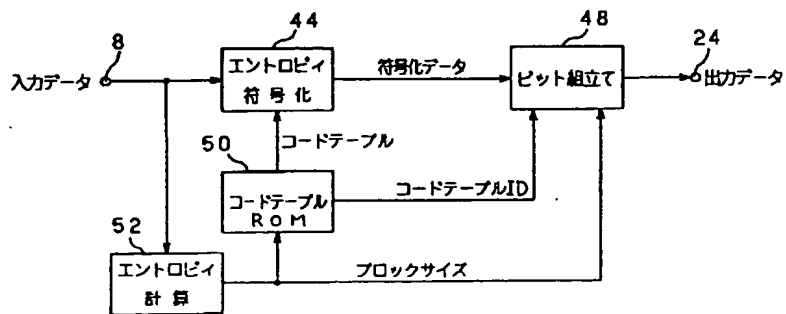 44
48
24
8
入力データ
エントロピィ
符号化
符号化データ
ビット組立て
出力データ
コードテーブル
50
コードテーブル
ROM
コードテーブルID
52
エントロピィ
計算
ブロックサイズ